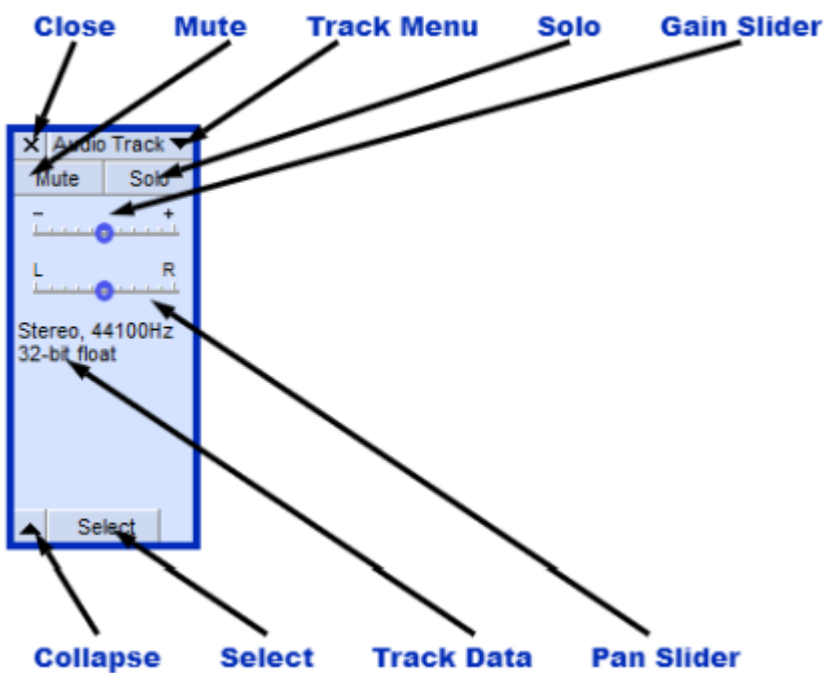 Close Mute Track Menu Solo Gain Slider
X Audio Track
Mute Solo
- +
L R
Stereo, 44100Hz
32-bit float
Select
Collapse Select Track Data Pan Slider